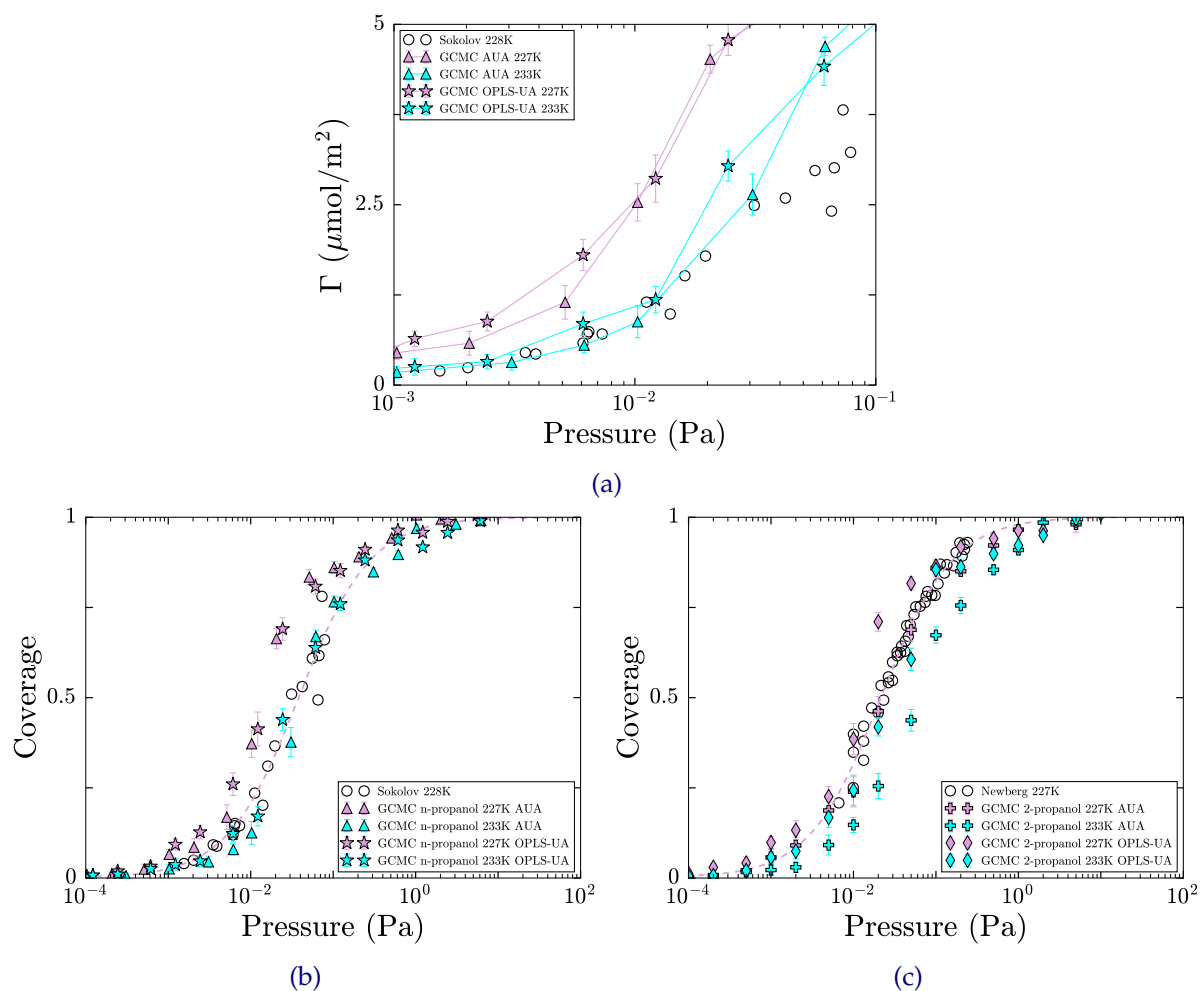 5
2.5
0
Γ (μmol/m²)
Sokolov 228K
GCMC AUA 227K
GCMC AUA 233K
GCMC OPLS-UA 227K
GCMC OPLS-UA 233K
10⁻³ 10⁻² 10⁻¹
Pressure (Pa)
(a)
1
0.5
0
Coverage
Sokolov 228K
GCMC n-propanol 227K AUA
GCMC n-propanol 233K AUA
GCMC n-propanol 227K OPLS-UA
GCMC n-propanol 233K OPLS-UA
10⁻⁴ 10⁻² 10⁰ 10²
Pressure (Pa)
(b)
1
0.5
0
Coverage
Newberg 227K
GCMC 2-propanol 227K AUA
GCMC 2-propanol 233K AUA
GCMC 2-propanol 227K OPLS-UA
GCMC 2-propanol 233K OPLS-UA
10⁻⁴ 10⁻² 10⁰ 10²
Pressure (Pa)
(c)